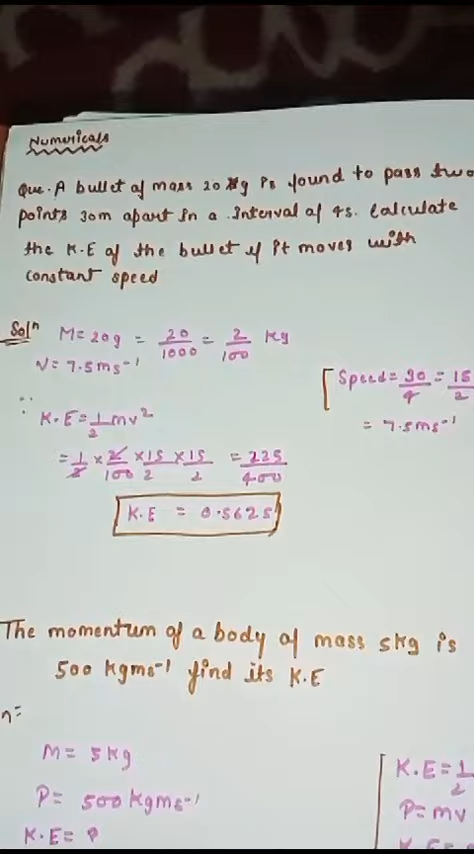 Numericals
Que. A bullet of mass 20 g is found to pass two
points 30m apart in a interval of 4s. Calculate
the K.E of the bullet if it moves with
constant speed
Solⁿ M = 20g = 20/1000 = 2/100 Kg
V = 7.5ms⁻¹
[Speed = 30/4 = 15/2
= 7.5ms⁻¹
∴ K.E = 1/2 mv²
= 1/2 × 2/100 × 15/2 × 15/2 = 225/400
K.E = 0.5625J
The momentum of a body of mass 5kg is
500 kgms⁻¹ find its K.E
n=
M = 5kg
P = 500 kgms⁻¹
K.E = ?
[K.E = 1/2
P = mv